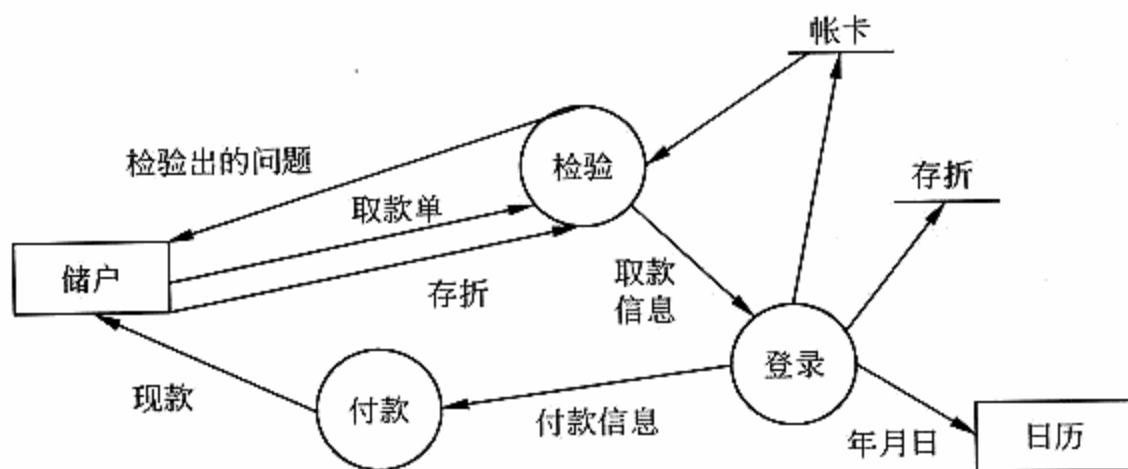 帐卡
检验
检验出的问题
存折
取款单
储户
取款
信息
存折
登录
现款
付款
付款信息
年月日
日历